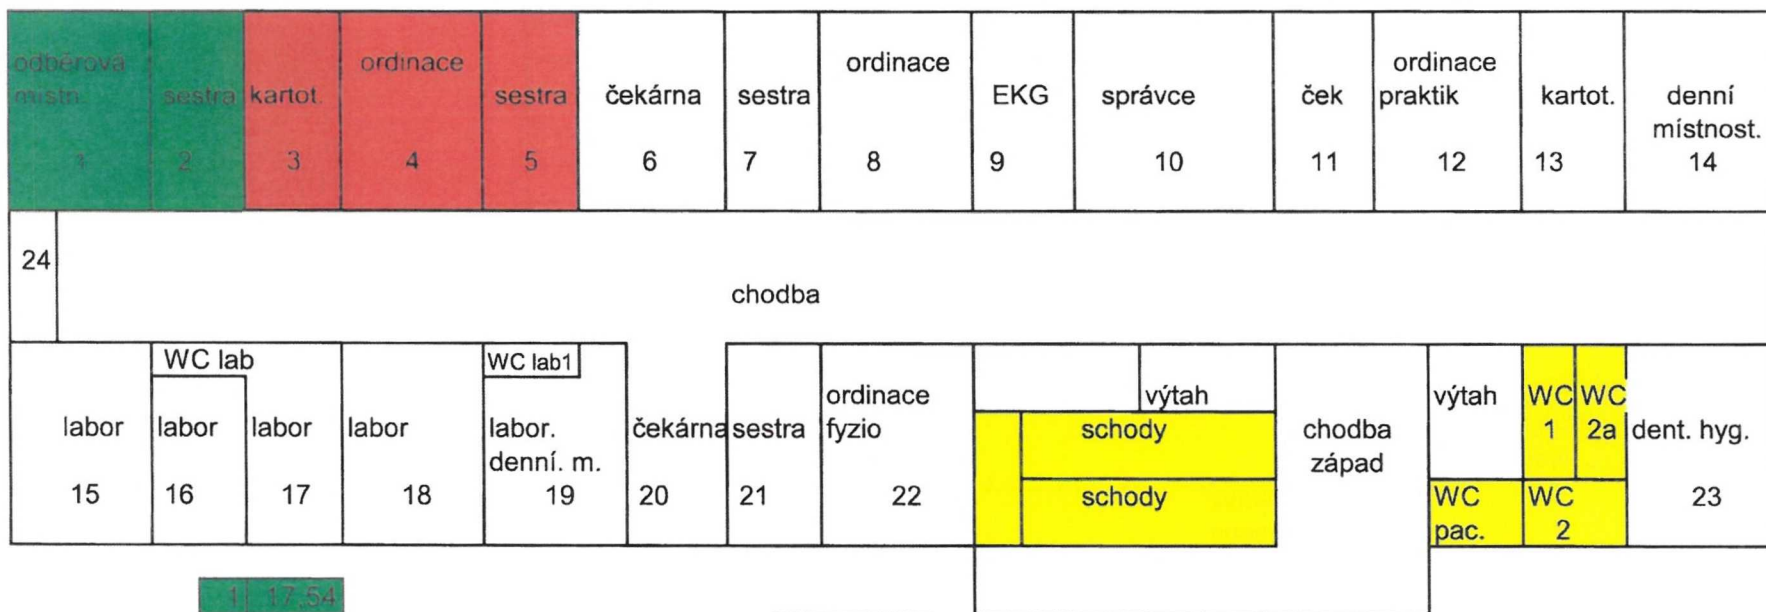 odběrová
místn.
1
sestra
2
kartot.
3
ordinace
4
sestra
5
čekárna
6
sestra
7
ordinace
8
EKG
9
správce
10
ček
11
ordinace
praktik
12
kartot.
13
denní
místnost.
14
24
chodba
WC lab
labor
15
labor
16
labor
17
labor
18
WC lab1
labor.
denní. m.
19
čekárna
20
sestra
21
ordinace
fyzio
22
výtah
schody
schody
chodba
západ
výtah
WC
1
WC
2a
WC
pac.
WC
2
dent. hyg.
23
1 17,54